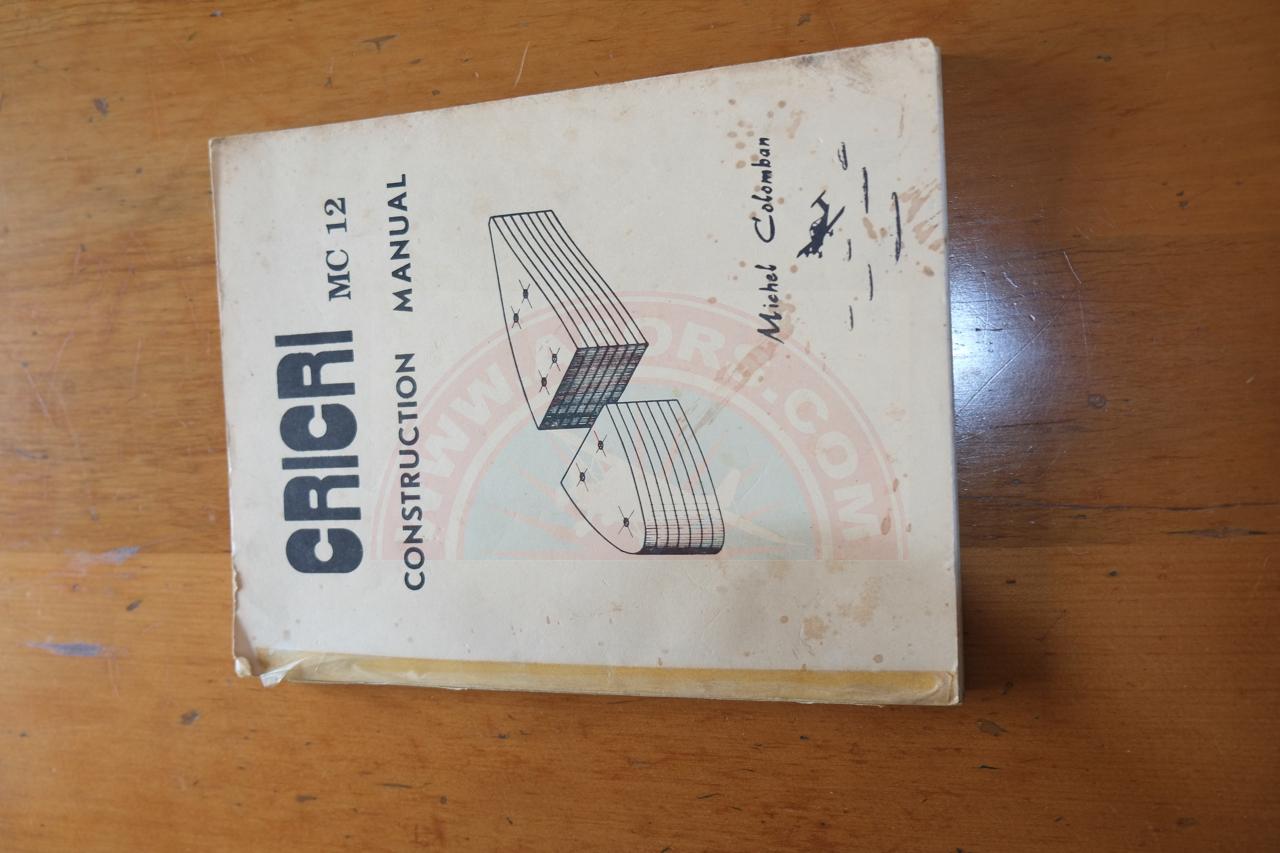 CRICRI MC 12
CONSTRUCTION MANUAL
Michel Colomban